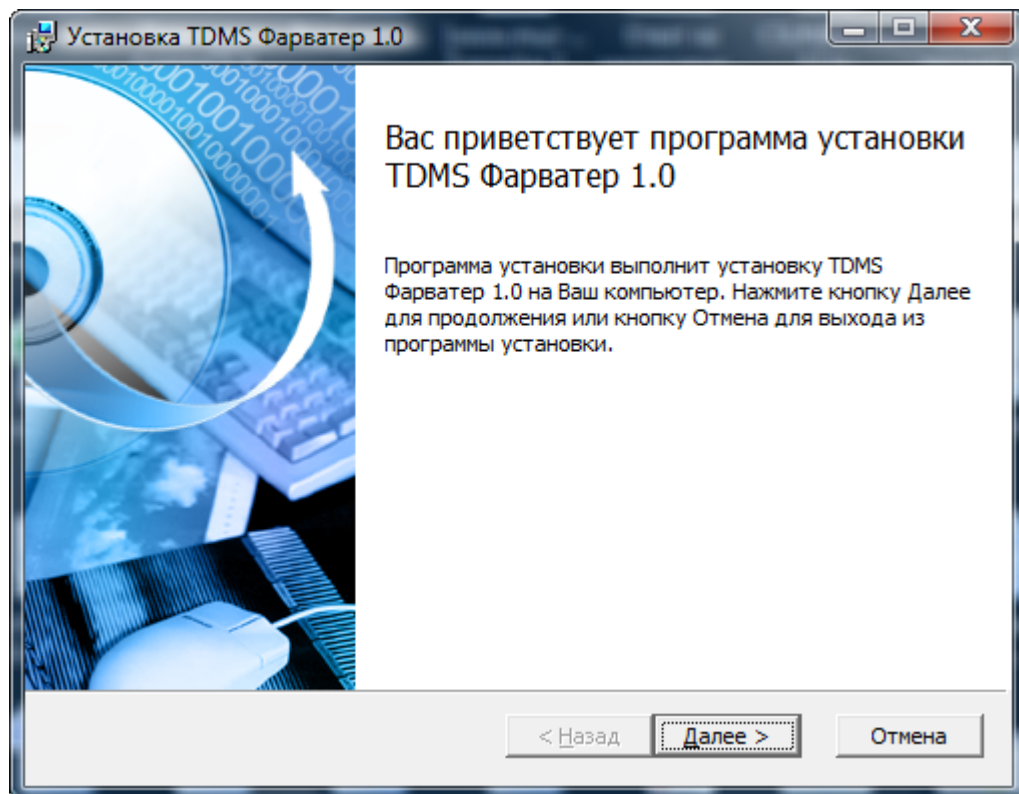 Установка TDMS Фарватер 1.0
Вас приветствует программа установки
TDMS Фарватер 1.0
Программа установки выполнит установку TDMS
Фарватер 1.0 на Ваш компьютер. Нажмите кнопку Далее
для продолжения или кнопку Отмена для выхода из
программы установки.
< Назад Далее > Отмена